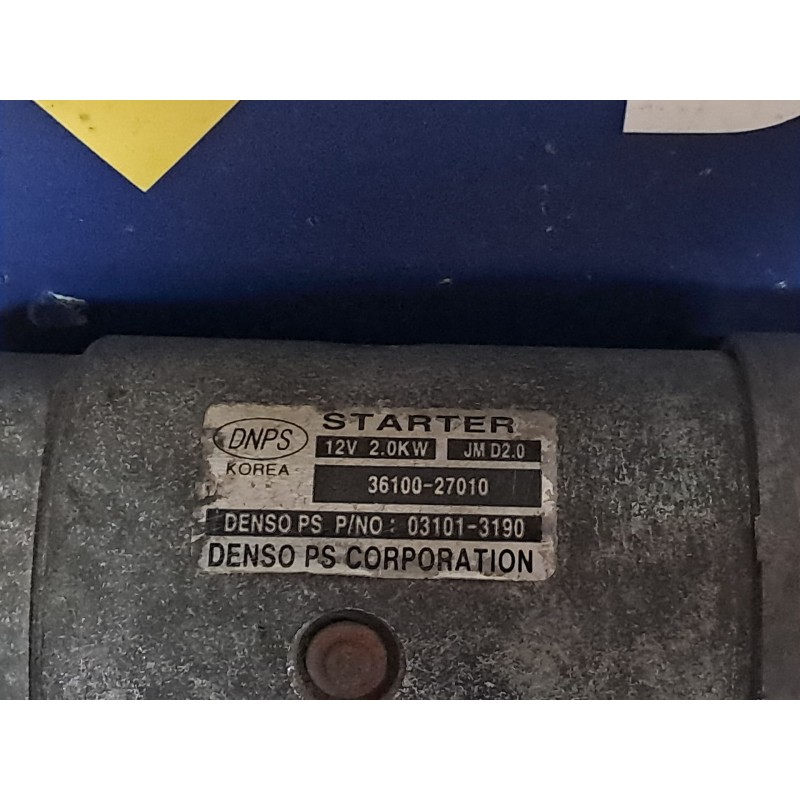 STARTER
DNPS
12V 2.0KW JM D2.0
KOREA
36100-27010
DENSO PS P/NO : 03101-3190
DENSO PS CORPORATION